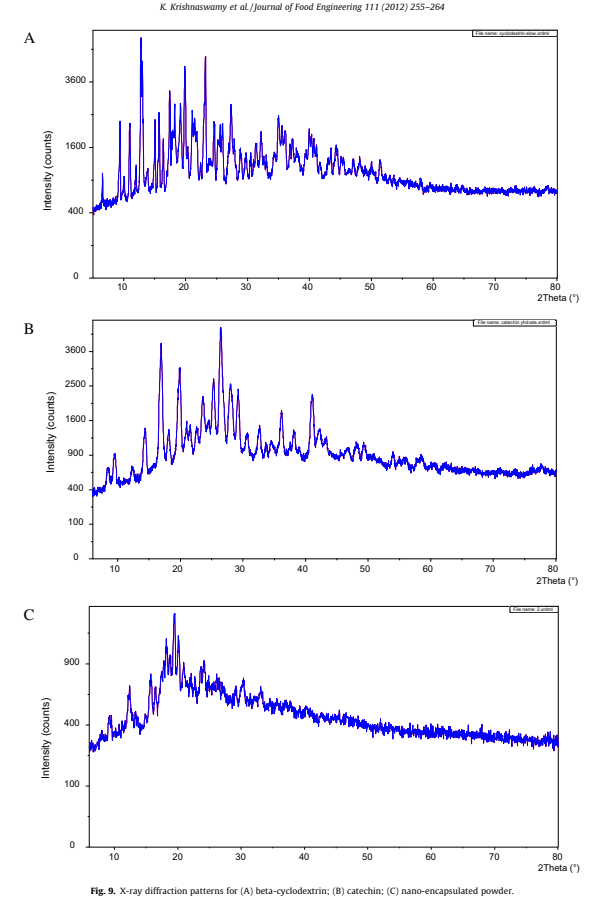 K. Krishnaswamy et al. / Journal of Food Engineering 111 (2012) 255–264
A
File name: cyclodextrin-slow.xrdml
Intensity (counts)
3600
1600
400
0
10 20 30 40 50 60 70 80
2Theta (°)
B
File name: catechin yhdrate.xrdml
Intensity (counts)
3600
2500
1600
900
400
100
0
10 20 30 40 50 60 70 80
2Theta (°)
C
File name: 2.xrdml
Intensity (counts)
900
400
100
0
10 20 30 40 50 60 70 80
2Theta (°)
Fig. 9. X-ray diffraction patterns for (A) beta-cyclodextrin; (B) catechin; (C) nano-encapsulated powder.